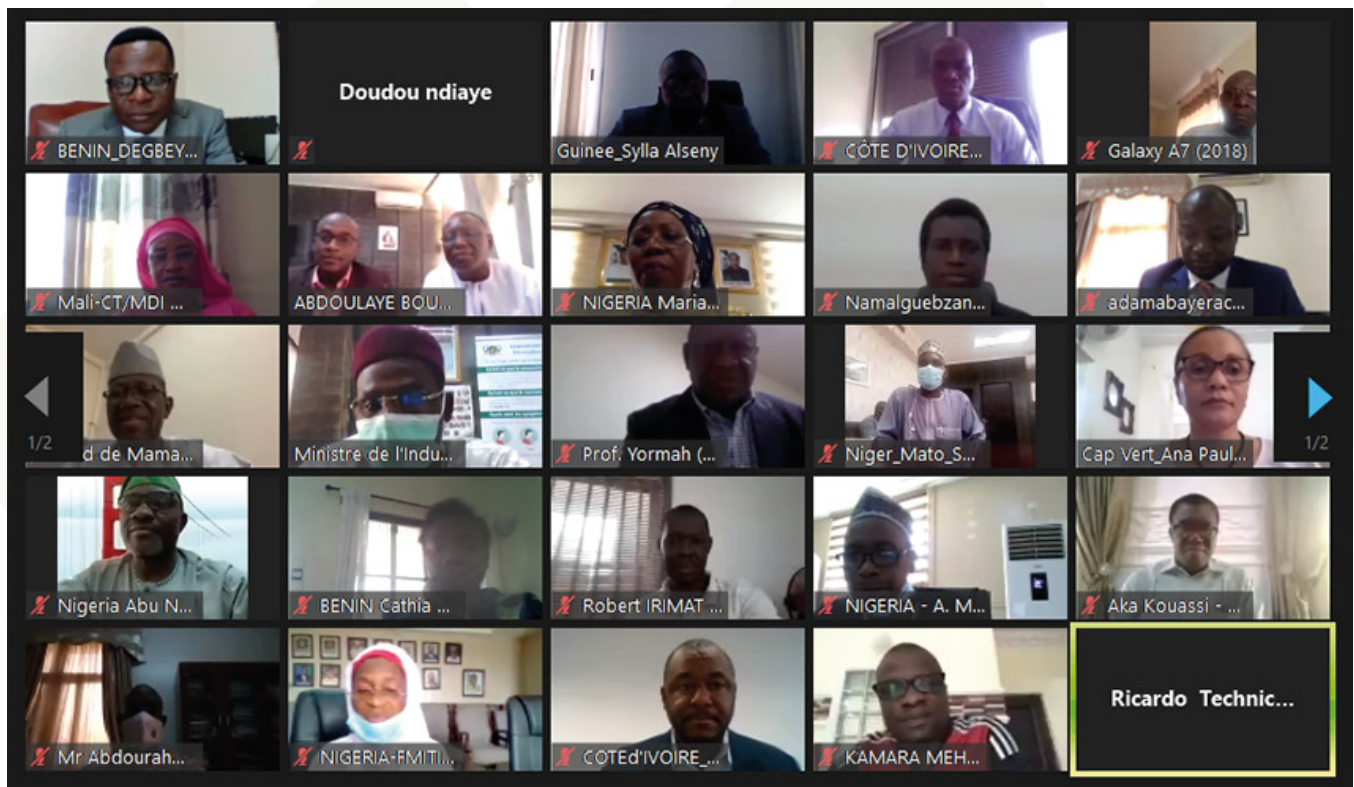 BENIN_DEGBEY...
Doudou ndiaye
Guinee_Sylla Alseny
CÔTE D'IVOIRE...
Galaxy A7 (2018)
Mali-CT/MDI ...
ABDOULAYE BOU...
NIGERIA Maria...
Namalguebzan...
adamabayerac...
1/2
d de Mama...
Ministre de l'Indu...
Prof. Yormah (...
Niger_Mato_S...
Cap Vert_Ana Paul...
1/2
Nigeria Abu N...
BENIN Cathia ...
Robert IRIMAT ...
NIGERIA - A. M...
Aka Kouassi - ...
Mr Abdourah...
NIGERIA-FMITI...
COTEd'IVOIRE_...
KAMARA MEH...
Ricardo Technic...